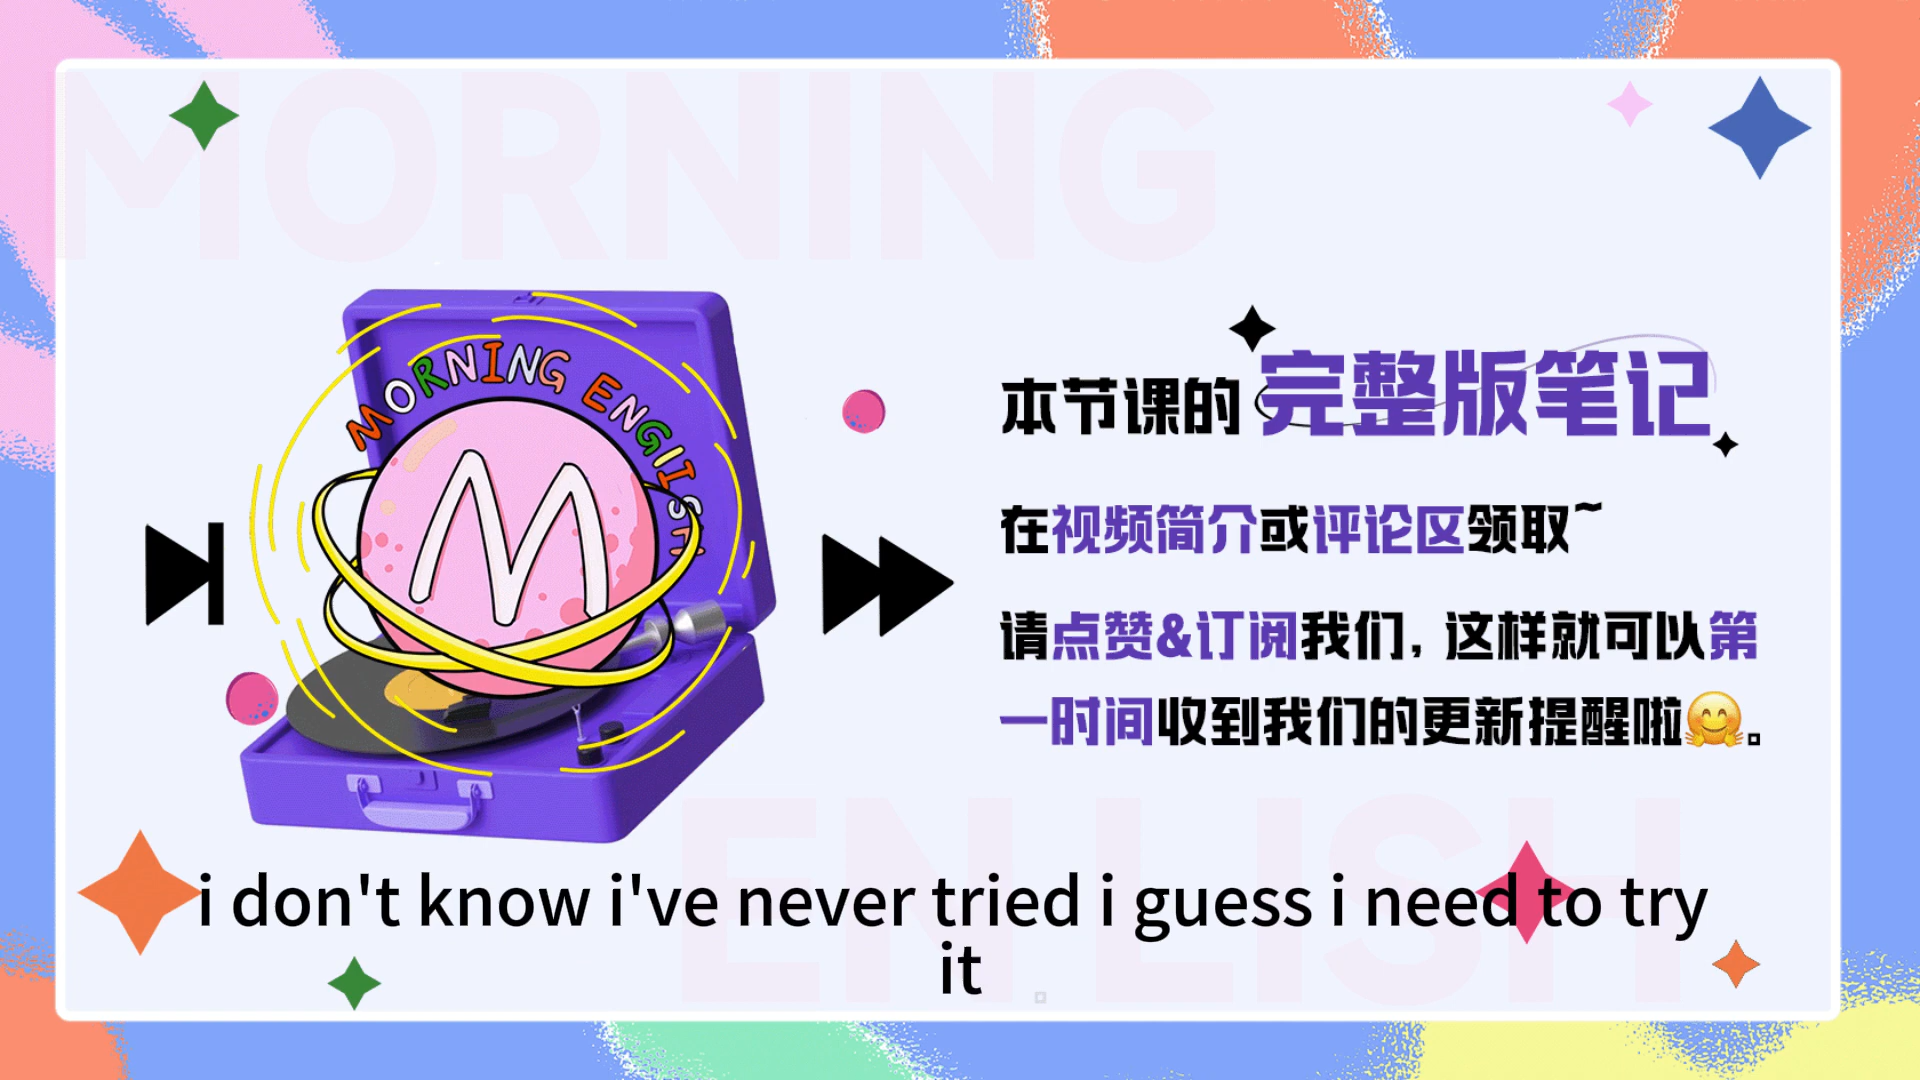 MORNING
MORNING ENGLISH
M
本节课的 完整版笔记
在视频简介或评论区领取~
请点赞&订阅我们，这样就可以第
一时间收到我们的更新提醒啦🤗。
EN LISH
i don't know i've never tried i guess i need to try
it